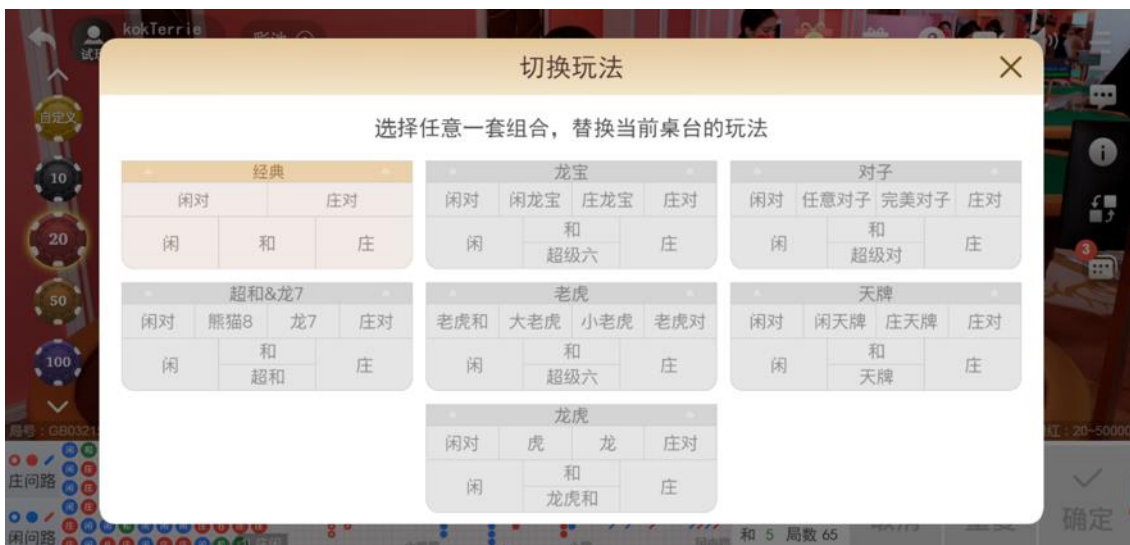 kokTerrie
切换玩法
选择任意一套组合，替换当前桌台的玩法
自定义
10
20
50
100
经典
闲对 庄对
闲 和 庄
龙宝
闲对 闲龙宝 庄龙宝 庄对
闲 和 庄
超级六
对子
闲对 任意对子 完美对子 庄对
闲 和 庄
超级对
超和&龙7
闲对 熊猫8 龙7 庄对
闲 和 庄
超和
老虎
老虎和 大老虎 小老虎 老虎对
闲 和 庄
超级六
天牌
闲对 闲天牌 庄天牌 庄对
闲 和 庄
天牌
龙虎
闲对 虎 龙 庄对
闲 和 庄
龙虎和
3
局号：GB0321
红：20~50000
庄问路
闲问路
和 5 局数 65
确定